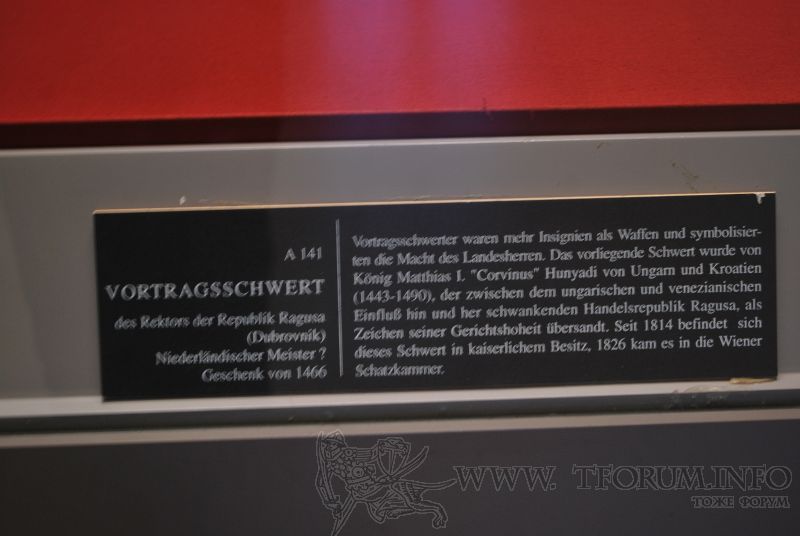 A 141
VORTRAGSSCHWERT
des Rektors der Republik Ragusa
(Dubrovnik)
Niederländischer Meister ?
Geschenk von 1466
Vortragsschwerter waren mehr Insignien als Waffen und symbolisier-
ten die Macht des Landesherren. Das vorliegende Schwert wurde von
König Matthias I. "Corvinus" Hunyadi von Ungarn und Kroatien
(1443-1490), der zwischen dem ungarischen und venezianischen
Einfluß hin und her schwankenden Handelsrepublik Ragusa, als
Zeichen seiner Gerichtshoheit übersandt. Seit 1814 befindet sich
dieses Schwert in kaiserlichem Besitz, 1826 kam es in die Wiener
Schatzkammer.
WWW. TFORUM.INFO
ТОЖЕ ФОРУМ